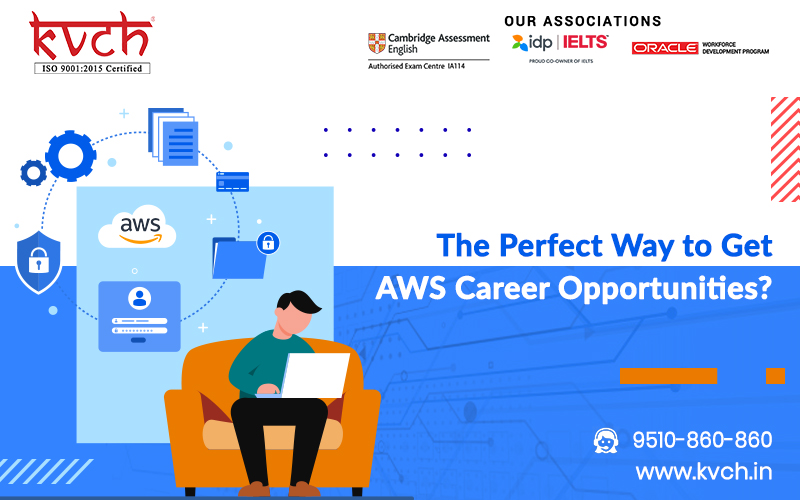 kvch
ISO 9001:2015 Certified
OUR ASSOCIATIONS
Cambridge Assessment
English
Authorised Exam Centre IA114
idp | IELTS™
PROUD CO-OWNER OF IELTS
ORACLE
WORKFORCE
DEVELOPMENT PROGRAM
aws
The Perfect Way to Get
AWS Career Opportunities?
9510-860-860
www.kvch.in